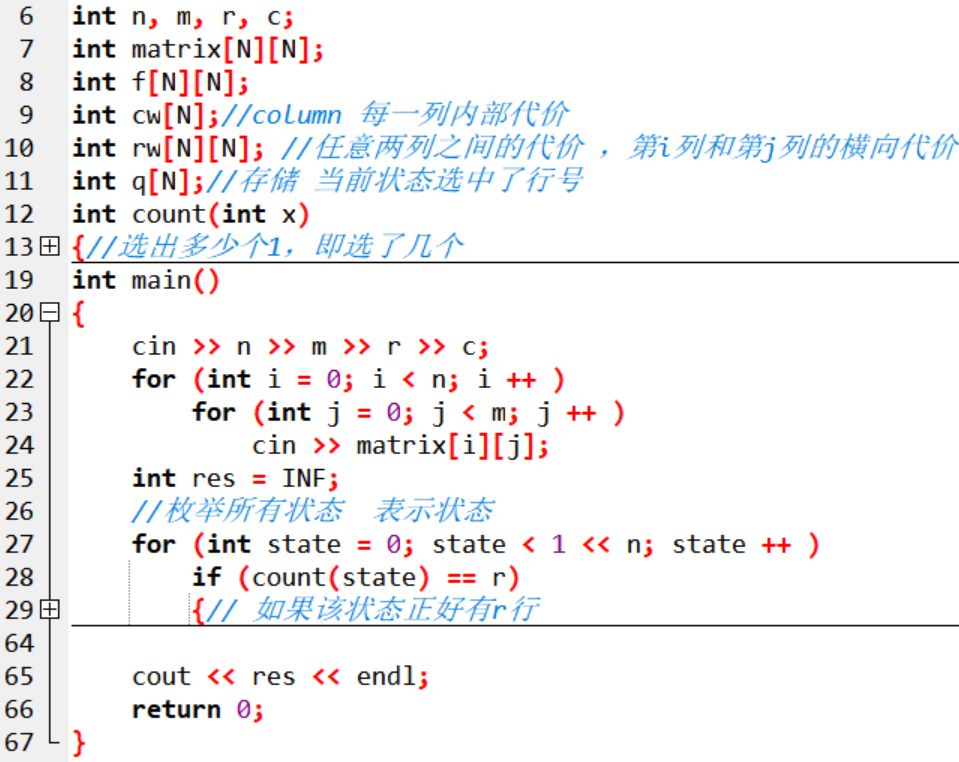 6 int n, m, r, c;
7 int matrix[N][N];
8 int f[N][N];
9 int cw[N];//column 每一列内部代价
10 int rw[N][N]; //任意两列之间的代价 ，第i列和第j列的横向代价
11 int q[N];//存储 当前状态选中了行号
12 int count(int x)
13 {//选出多少个1，即选了几个
19 int main()
20 {
21 cin >> n >> m >> r >> c;
22 for (int i = 0; i < n; i ++ )
23 for (int j = 0; j < m; j ++ )
24 cin >> matrix[i][j];
25 int res = INF;
26 //枚举所有状态  表示状态
27 for (int state = 0; state < 1 << n; state ++ )
28 if (count(state) == r)
29 {// 如果该状态正好有r行
64
65 cout << res << endl;
66 return 0;
67 }